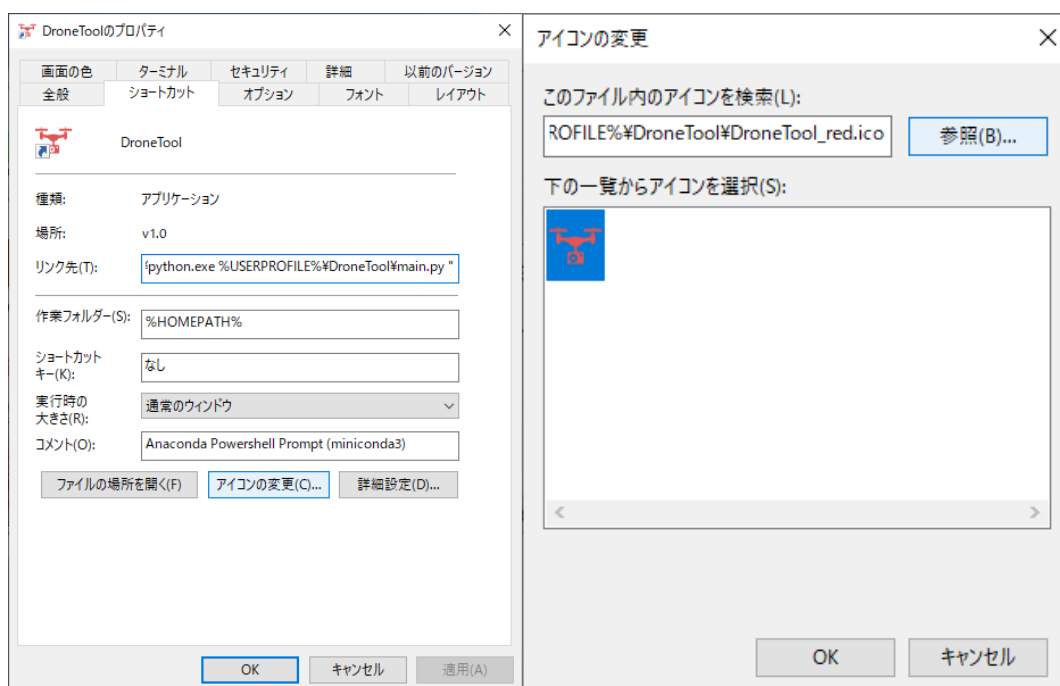 DroneToolのプロパティ
画面の色 ターミナル セキュリティ 詳細 以前のバージョン
全般 ショートカット オプション フォント レイアウト
DroneTool
種類: アプリケーション
場所: v1.0
リンク先(T): python.exe %USERPROFILE%¥DroneTool¥main.py "
作業フォルダー(S): %HOMEPATH%
ショートカット
キー(K): なし
実行時の
大きさ(R): 通常のウィンドウ
コメント(O): Anaconda Powershell Prompt (miniconda3)
ファイルの場所を開く(F) アイコンの変更(C)... 詳細設定(D)...
OK キャンセル 適用(A)
アイコンの変更
このファイル内のアイコンを検索(L):
ROFILE%¥DroneTool¥DroneTool_red.ico 参照(B)...
下の一覧からアイコンを選択(S):
OK キャンセル